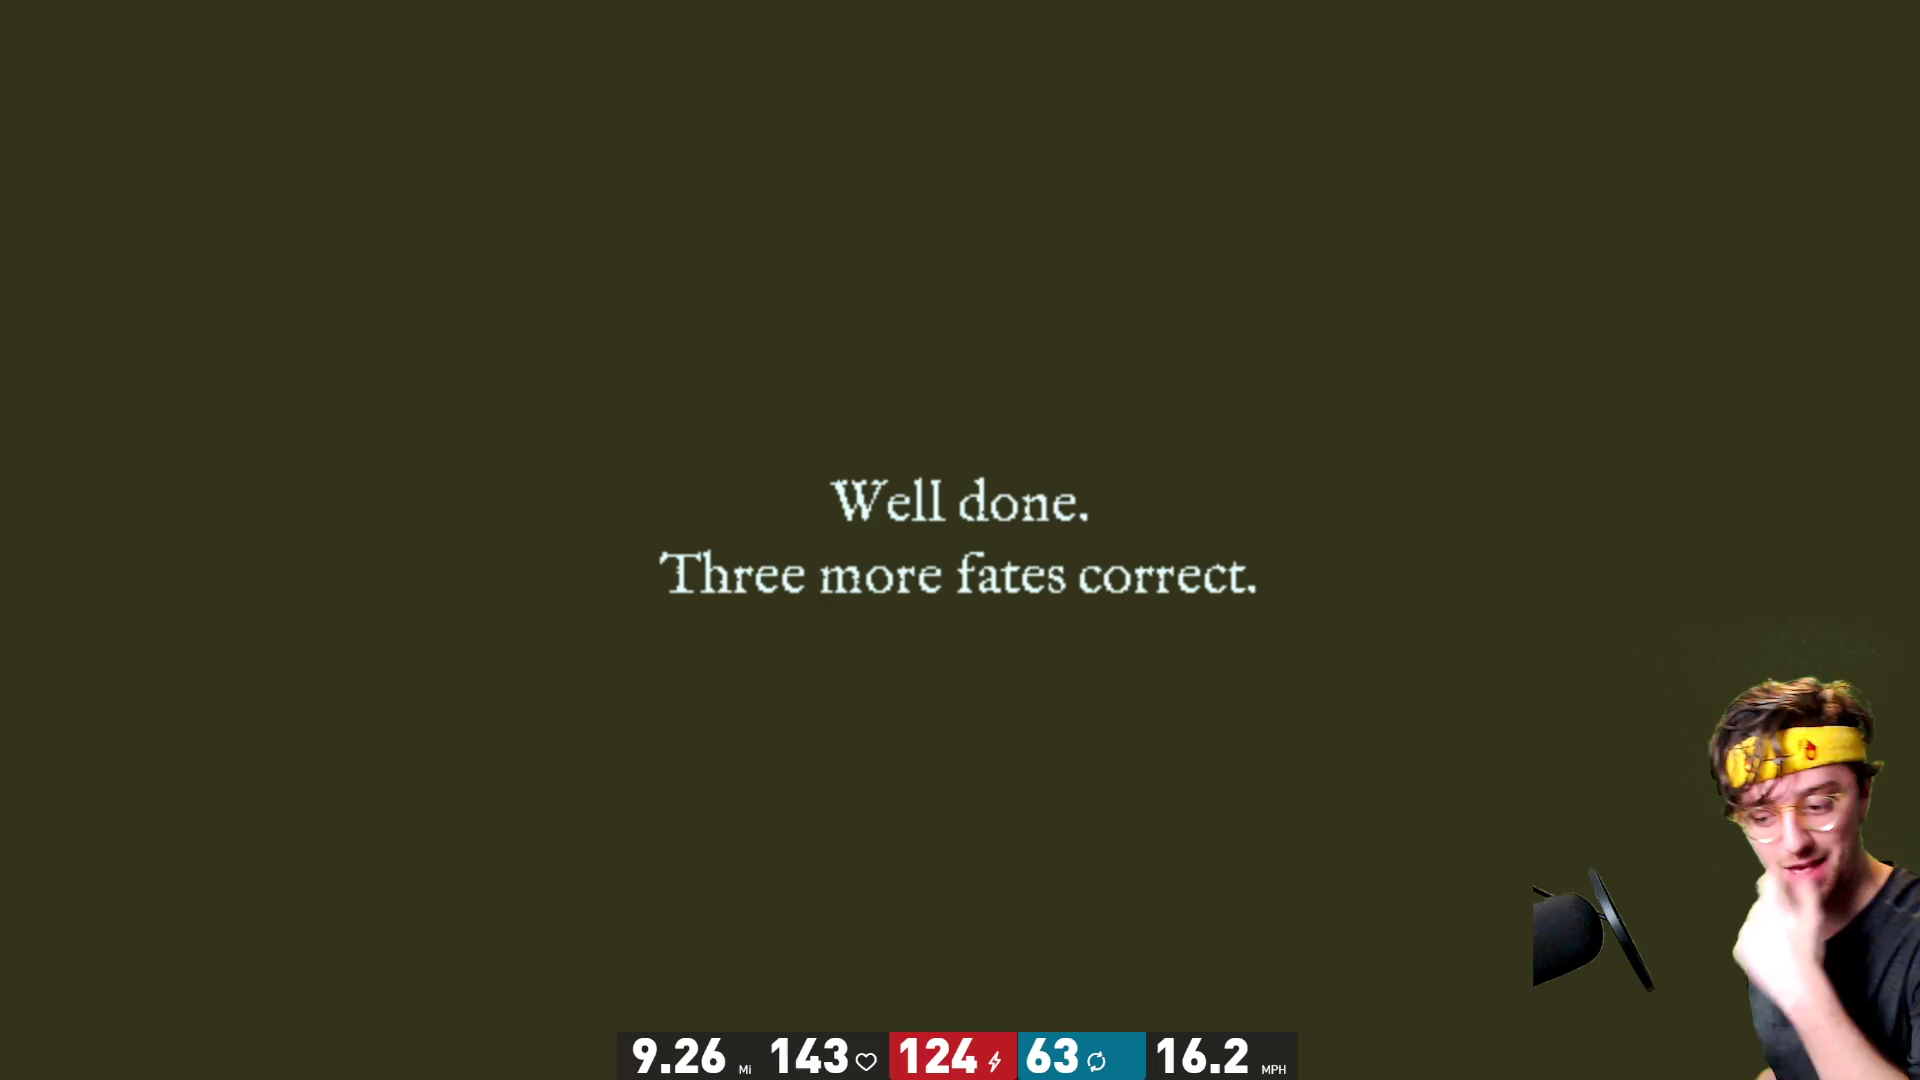 Well done.
Three more fates correct.
9.26 Mi 143 124 63 16.2 MPH